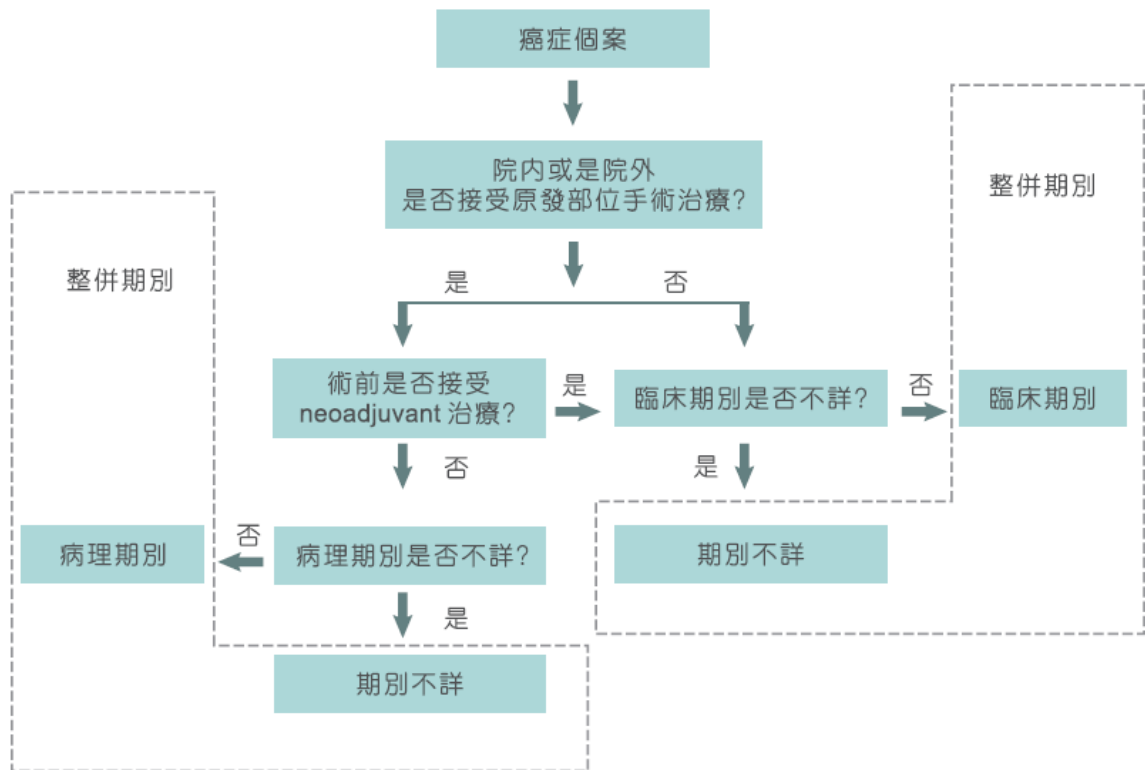 癌症個案
院内或是院外
是否接受原發部位手術治療?
整併期別
整併期別
是
否
術前是否接受
neoadjuvant 治療?
是
臨床期別是否不詳?
否
臨床期別
否
是
病理期別
否
病理期別是否不詳?
期別不詳
是
期別不詳